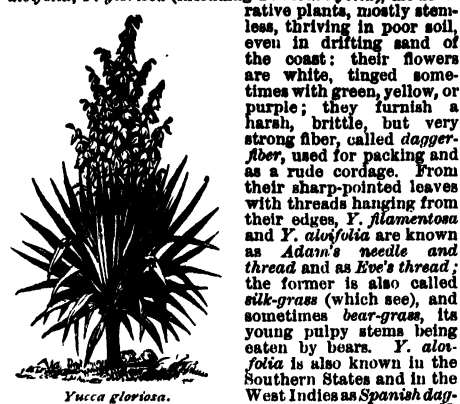 rative plants, mostly stem-
less, thriving in poor soil,
even in drifting sand of
the coast: their flowers
are white, tinged some-
times with green, yellow, or
purple; they furnish a
harsh, brittle, but very
strong fiber, called dagger-
fiber, used for packing and
as a rude cordage. From
their sharp-pointed leaves
with threads hanging from
their edges, Y. filamentosa
and Y. aloifolia are known
as Adam's needle and
thread and as Eve's thread;
the former is also called
silk-grass (which see), and
sometimes bear-grass, its
young pulpy stems being
eaten by bears. Y. aloi-
folia is also known in the
Southern States and in the
West Indies as Spanish dag-
Yucca gloriosa.